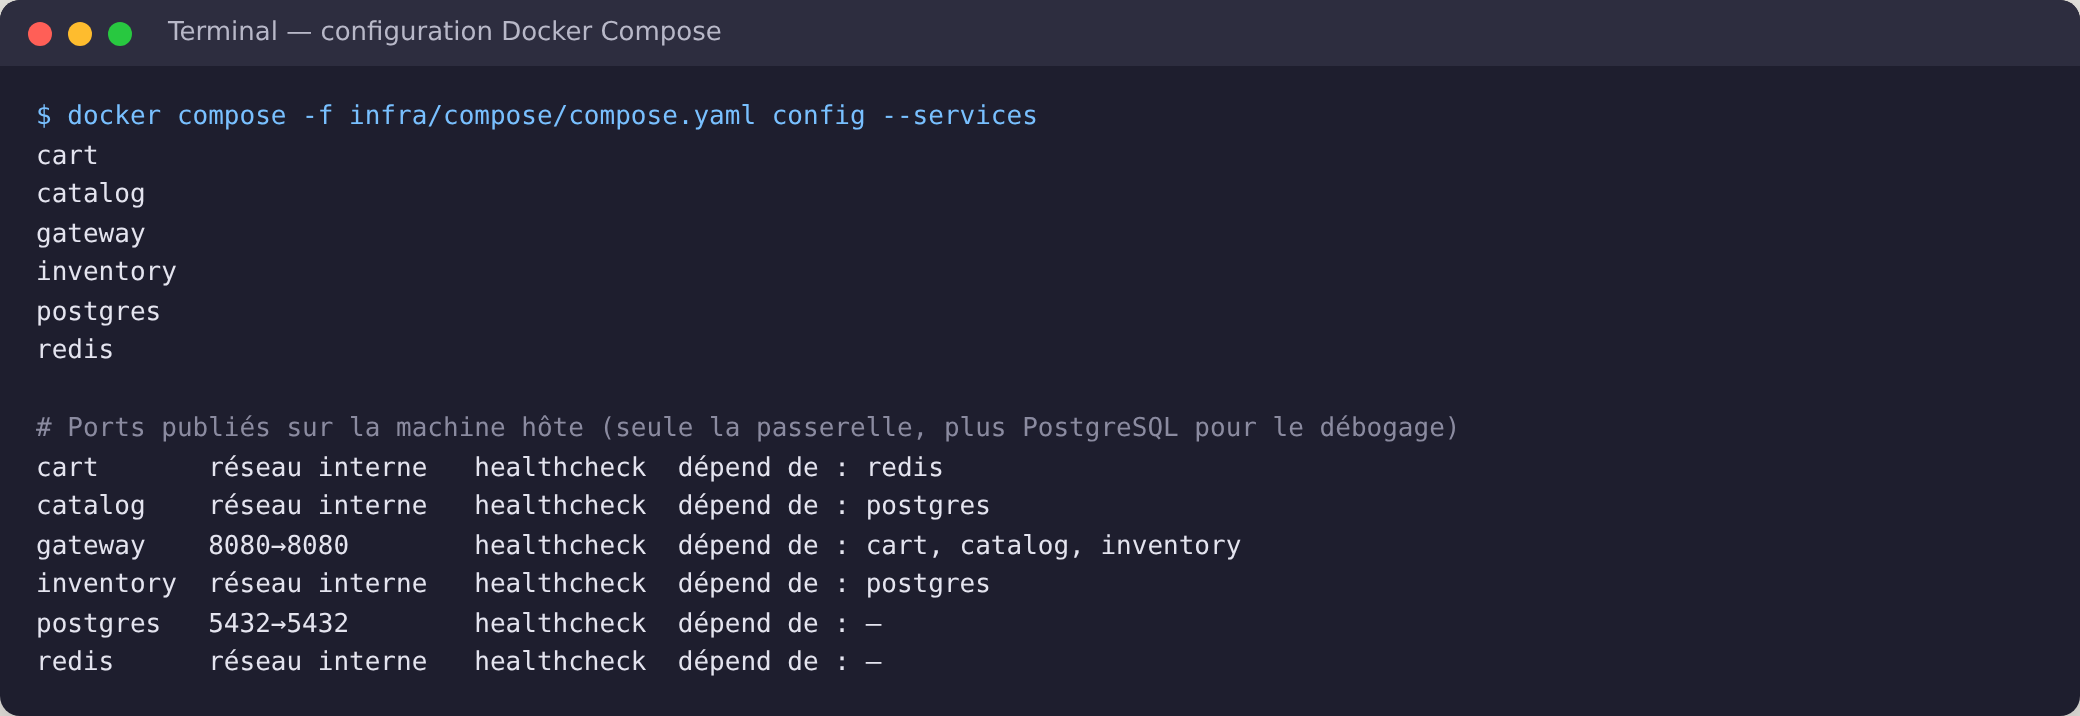 Terminal — configuration Docker Compose
$ docker compose -f infra/compose/compose.yaml config --services
cart
catalog
gateway
inventory
postgres
redis
# Ports publiés sur la machine hôte (seule la passerelle, plus PostgreSQL pour le débogage)
cart       réseau interne   healthcheck  dépend de : redis
catalog    réseau interne   healthcheck  dépend de : postgres
gateway    8080→8080        healthcheck  dépend de : cart, catalog, inventory
inventory  réseau interne   healthcheck  dépend de : postgres
postgres   5432→5432        healthcheck  dépend de : —
redis      réseau interne   healthcheck  dépend de : —